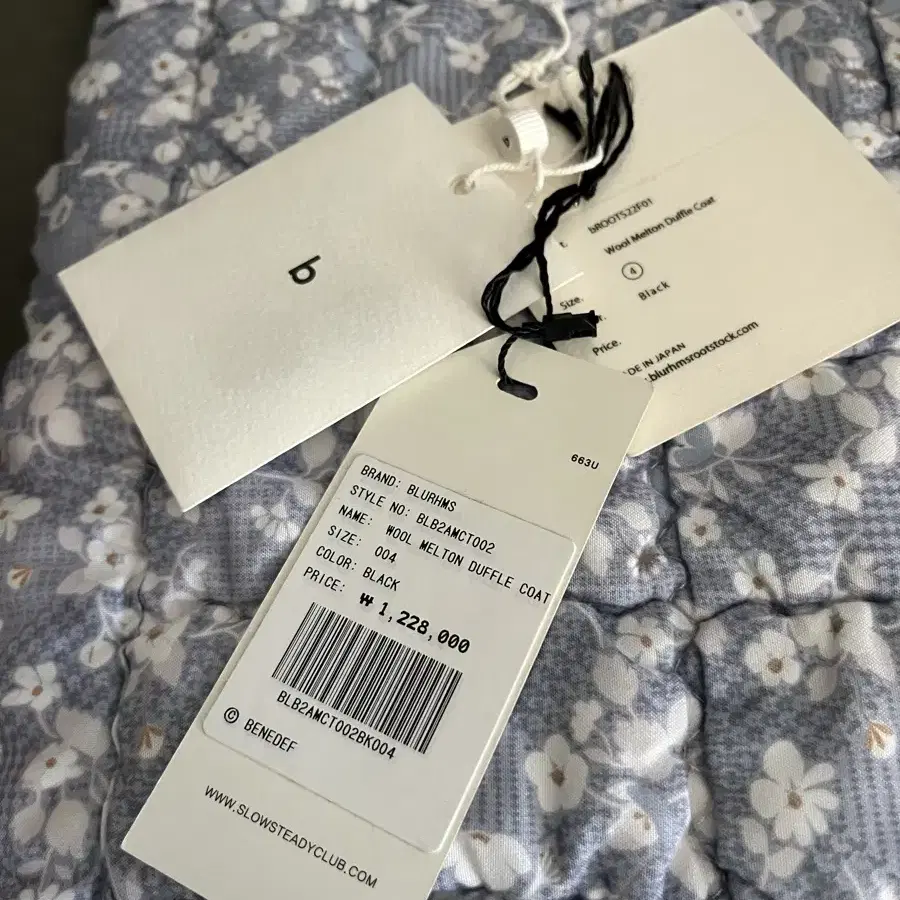 b
bROOTS22F01
Wool Melton Duffle Coat
Size.
4
Black
Price.
DE IN JAPAN
.blurhmsrootstock.com
663U
BRAND: BLURHMS
STYLE NO: BLB2AMCT002
NAME: WOOL MELTON DUFFLE COAT
SIZE: 004
COLOR: BLACK
PRICE: ₩ 1,228,000
BLB2AMCT002BK004
© BENEDEF
WWW.SLOWSTEADYCLUB.COM